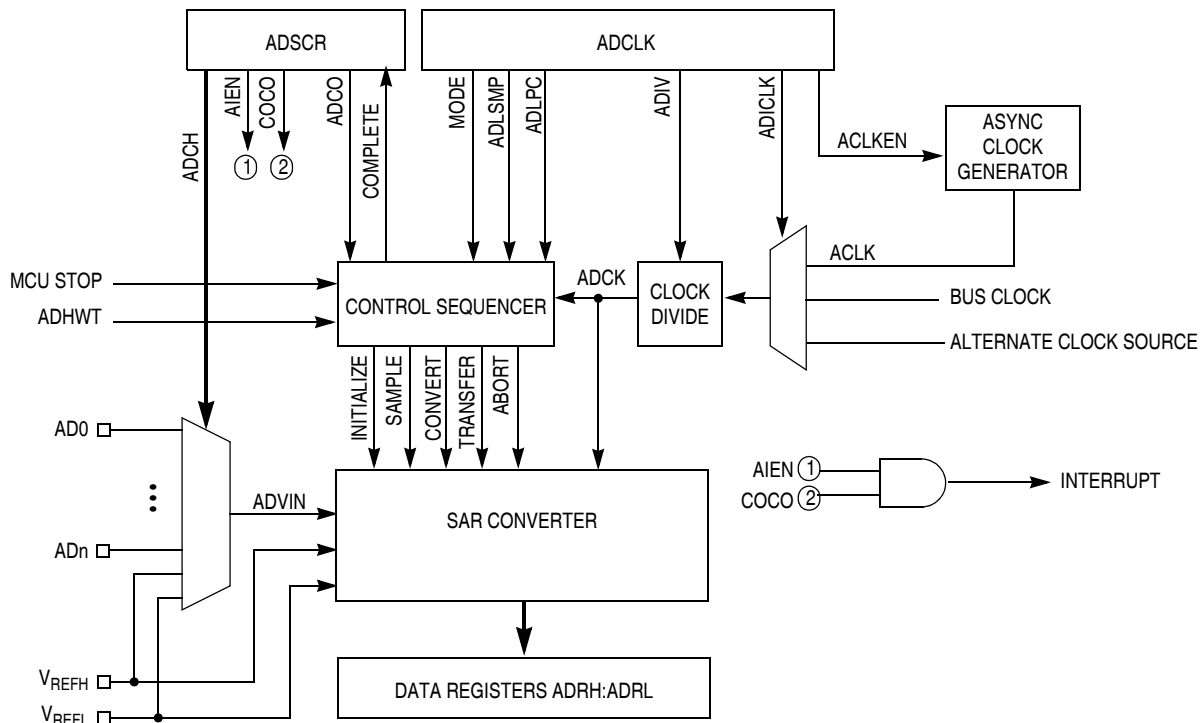 ADSCR
ADCLK
ADCH
AIEN
COCO
ADCO
COMPLETE
MODE
ADLSMP
ADLPC
ADIV
ADICLK
ACLKEN
ASYNC
CLOCK
GENERATOR
1
2
ACLK
MCU STOP
ADHWT
CONTROL SEQUENCER
ADCK
CLOCK
DIVIDE
BUS CLOCK
ALTERNATE CLOCK SOURCE
INITIALIZE
SAMPLE
CONVERT
TRANSFER
ABORT
AD0
•••
ADn
ADVIN
SAR CONVERTER
AIEN 1
COCO 2
INTERRUPT
VREFH
VREFL
DATA REGISTERS ADRH:ADRL